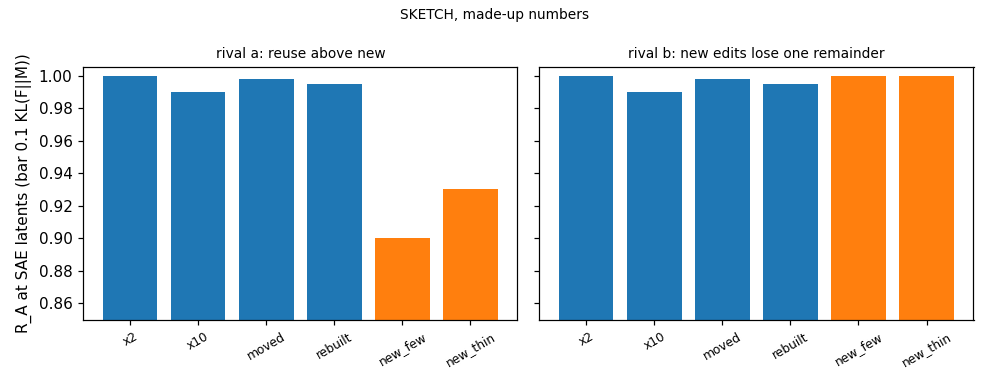 SKETCH, made-up numbers
rival a: reuse above new
rival b: new edits lose one remainder
R_A at SAE latents (bar 0.1 KL(F||M))
1.00
0.98
0.96
0.94
0.92
0.90
0.88
0.86
x2
x10
moved
rebuilt
new_few
new_thin
x2
x10
moved
rebuilt
new_few
new_thin